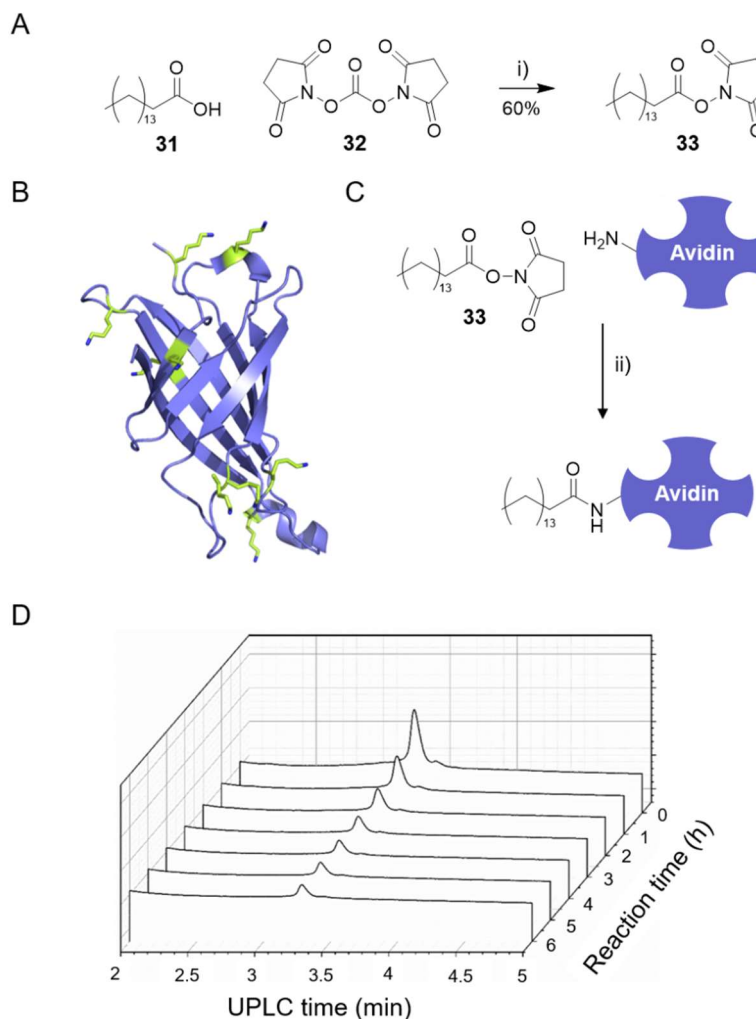 A
O
OH
13
31
O O O
N N
O O
O O
32
i)
60%
O
O N
O
O
13
33
B
C
O
O
O N
O
13
33
H₂N
Avidin
ii)
O
N
H
13
Avidin
D
2 2.5 3 3.5 4 4.5 5
UPLC time (min)
0 1 2 3 4 5 6
Reaction time (h)